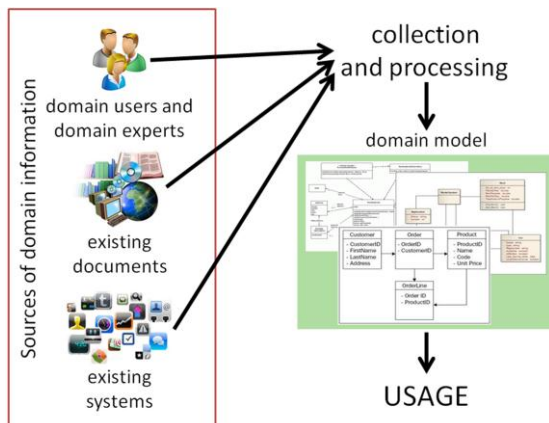 Sources of domain information
domain users and
domain experts
existing
documents
existing
systems
collection
and processing
domain model
Customer
- CustomerID
- FirstName
- LastName
- Address
Order
- OrderID
- CustomerID
Product
- ProductID
- Name
- Code
- Unit Price
OrderLine
- Order ID
- ProductID
USAGE